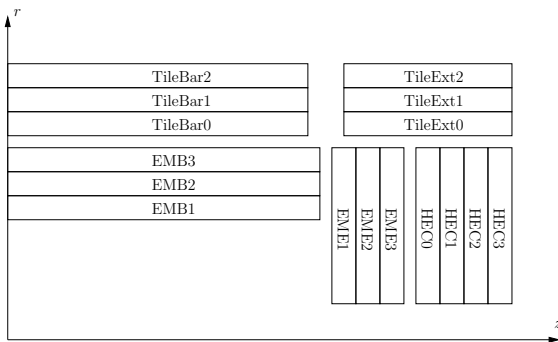 r
TileBar2
TileExt2
TileBar1
TileExt1
TileBar0
TileExt0
EMB3
EMB2
EMB1
EME1
EME2
EME3
HEC0
HEC1
HEC2
HEC3
z